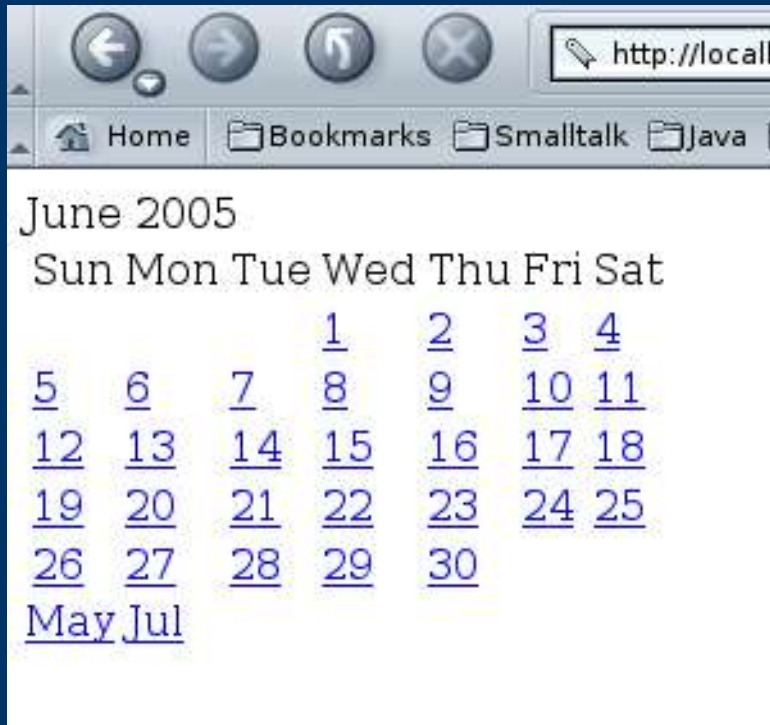 http://locall
Home Bookmarks Smalltalk Java
June 2005
Sun Mon Tue Wed Thu Fri Sat
1 2 3 4
5 6 7 8 9 10 11
12 13 14 15 16 17 18
19 20 21 22 23 24 25
26 27 28 29 30
May Jul